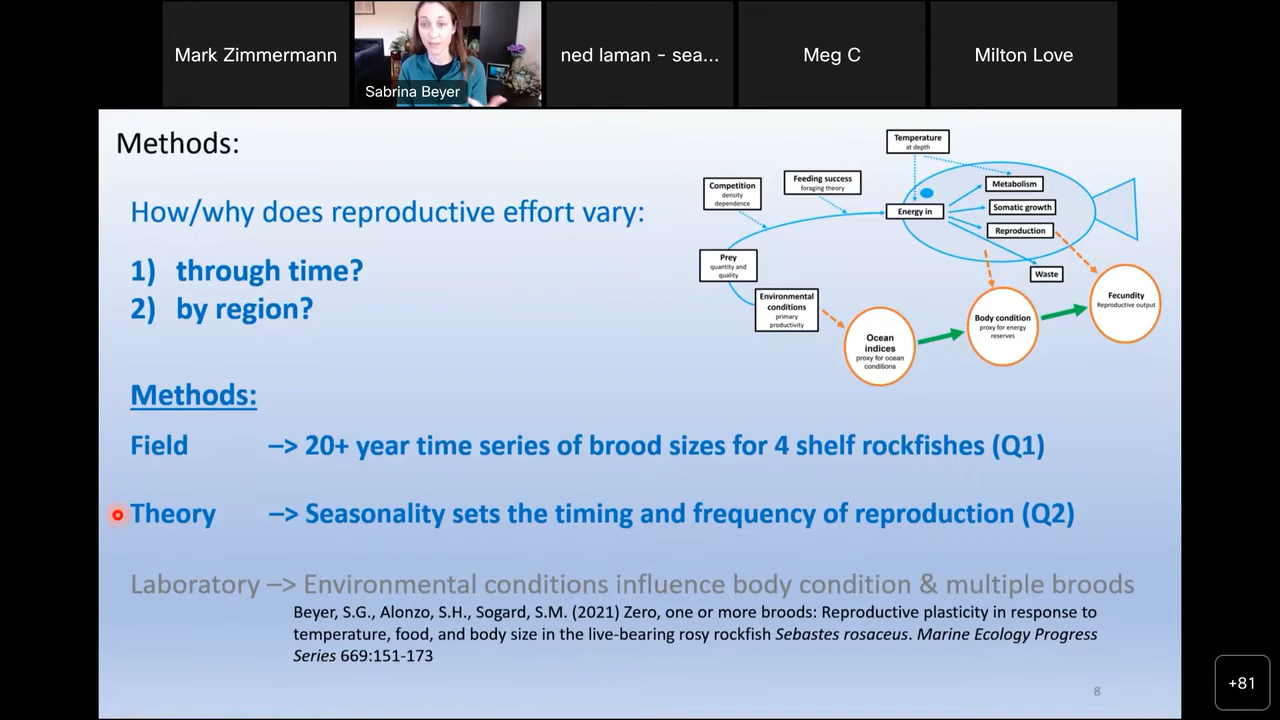 Mark Zimmermann
Sabrina Beyer
ned laman - sea...
Meg C
Milton Love
Methods:
How/why does reproductive effort vary:
1) through time?
2) by region?
Temperature
at depth
Competition
density
dependence
Feeding success
foraging theory
Metabolism
Energy in
Somatic growth
Reproduction
Prey
quantity and
quality
Waste
Environmental
conditions
primary
productivity
Ocean
indices
proxy for ocean
conditions
Body condition
proxy for energy
reserves
Fecundity
Reproductive output
Methods:
Field –> 20+ year time series of brood sizes for 4 shelf rockfishes (Q1)
Theory –> Seasonality sets the timing and frequency of reproduction (Q2)
Laboratory –> Environmental conditions influence body condition & multiple broods
Beyer, S.G., Alonzo, S.H., Sogard, S.M. (2021) Zero, one or more broods: Reproductive plasticity in response to
temperature, food, and body size in the live-bearing rosy rockfish Sebastes rosaceus. Marine Ecology Progress
Series 669:151-173
8
+81